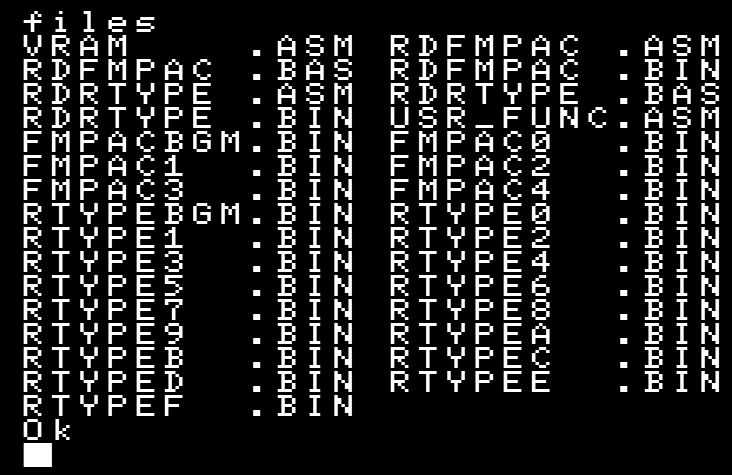 files
VRAM    .ASM RDFMPAC .ASM
RDFMPAC .BAS RDFMPAC .BIN
RDRTYPE .ASM RDRTYPE .BAS
RDRTYPE .BIN USR_FUNC.ASM
FMPACBGM.BIN FMPAC0  .BIN
FMPAC1  .BIN FMPAC2  .BIN
FMPAC3  .BIN FMPAC4  .BIN
RTYPEBGM.BIN RTYPE0  .BIN
RTYPE1  .BIN RTYPE2  .BIN
RTYPE3  .BIN RTYPE4  .BIN
RTYPE5  .BIN RTYPE6  .BIN
RTYPE7  .BIN RTYPE8  .BIN
RTYPE9  .BIN RTYPEA  .BIN
RTYPEB  .BIN RTYPEC  .BIN
RTYPED  .BIN RTYPEE  .BIN
RTYPEF  .BIN
Ok